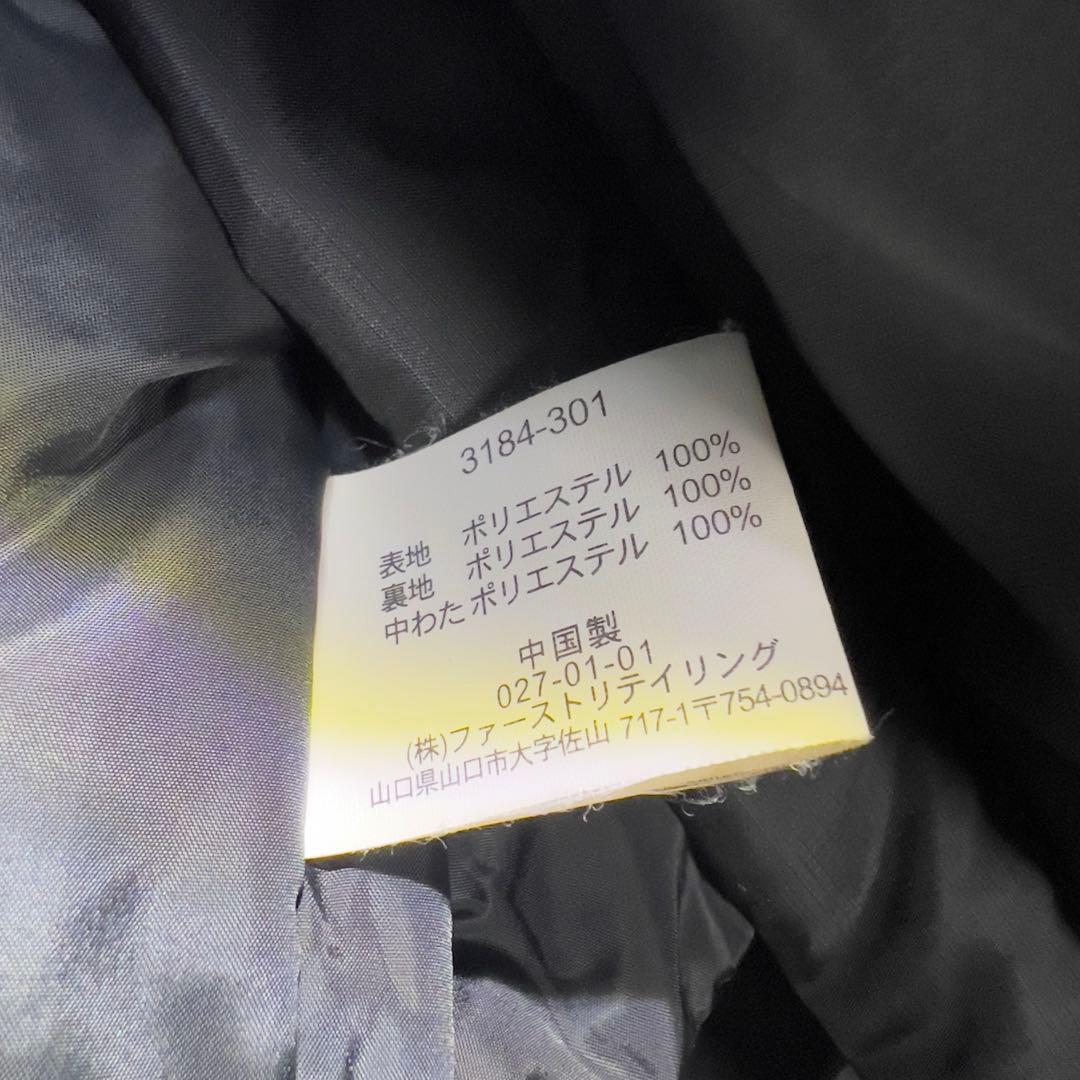 3184-301
表地 ポリエステル 100%
裏地 ポリエステル 100%
中わた ポリエステル 100%
中国製
027-01-01
(株)ファーストリテイリング
山口県山口市大字佐山 717-1〒754-0894